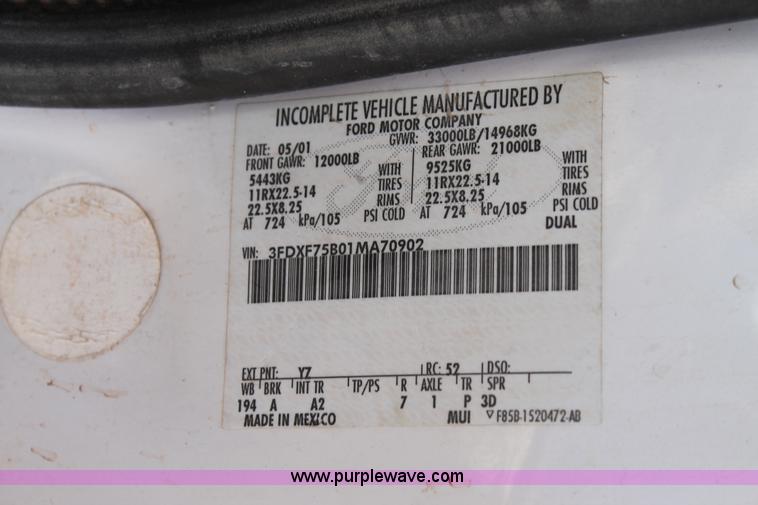 INCOMPLETE VEHICLE MANUFACTURED BY
FORD MOTOR COMPANY
DATE: 05/01 GVWR: 33000LB/14968KG
FRONT GAWR: 12000LB REAR GAWR: 21000LB
5443KG WITH 9525KG WITH
11RX22.5-14 TIRES 11RX22.5-14 TIRES
22.5X8.25 RIMS 22.5X8.25 RIMS
AT 724 kPa/105 PSI COLD AT 724 kPa/105 PSI COLD
DUAL
VIN: 3FDXF75B01MA70902
EXT PNT: YZ RC: 52 DSO:
WB BRK INT TR TP/PS R AXLE TR SPR
194 A A2 7 1 P 3D
MADE IN MEXICO MUI F85B-1520472-AB
www.purplewave.com